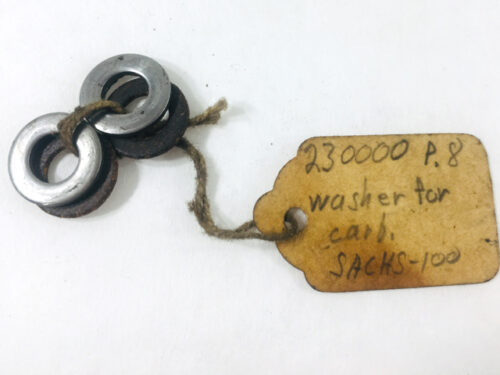 230000 P.8
washer for
carb.
SACHS-100